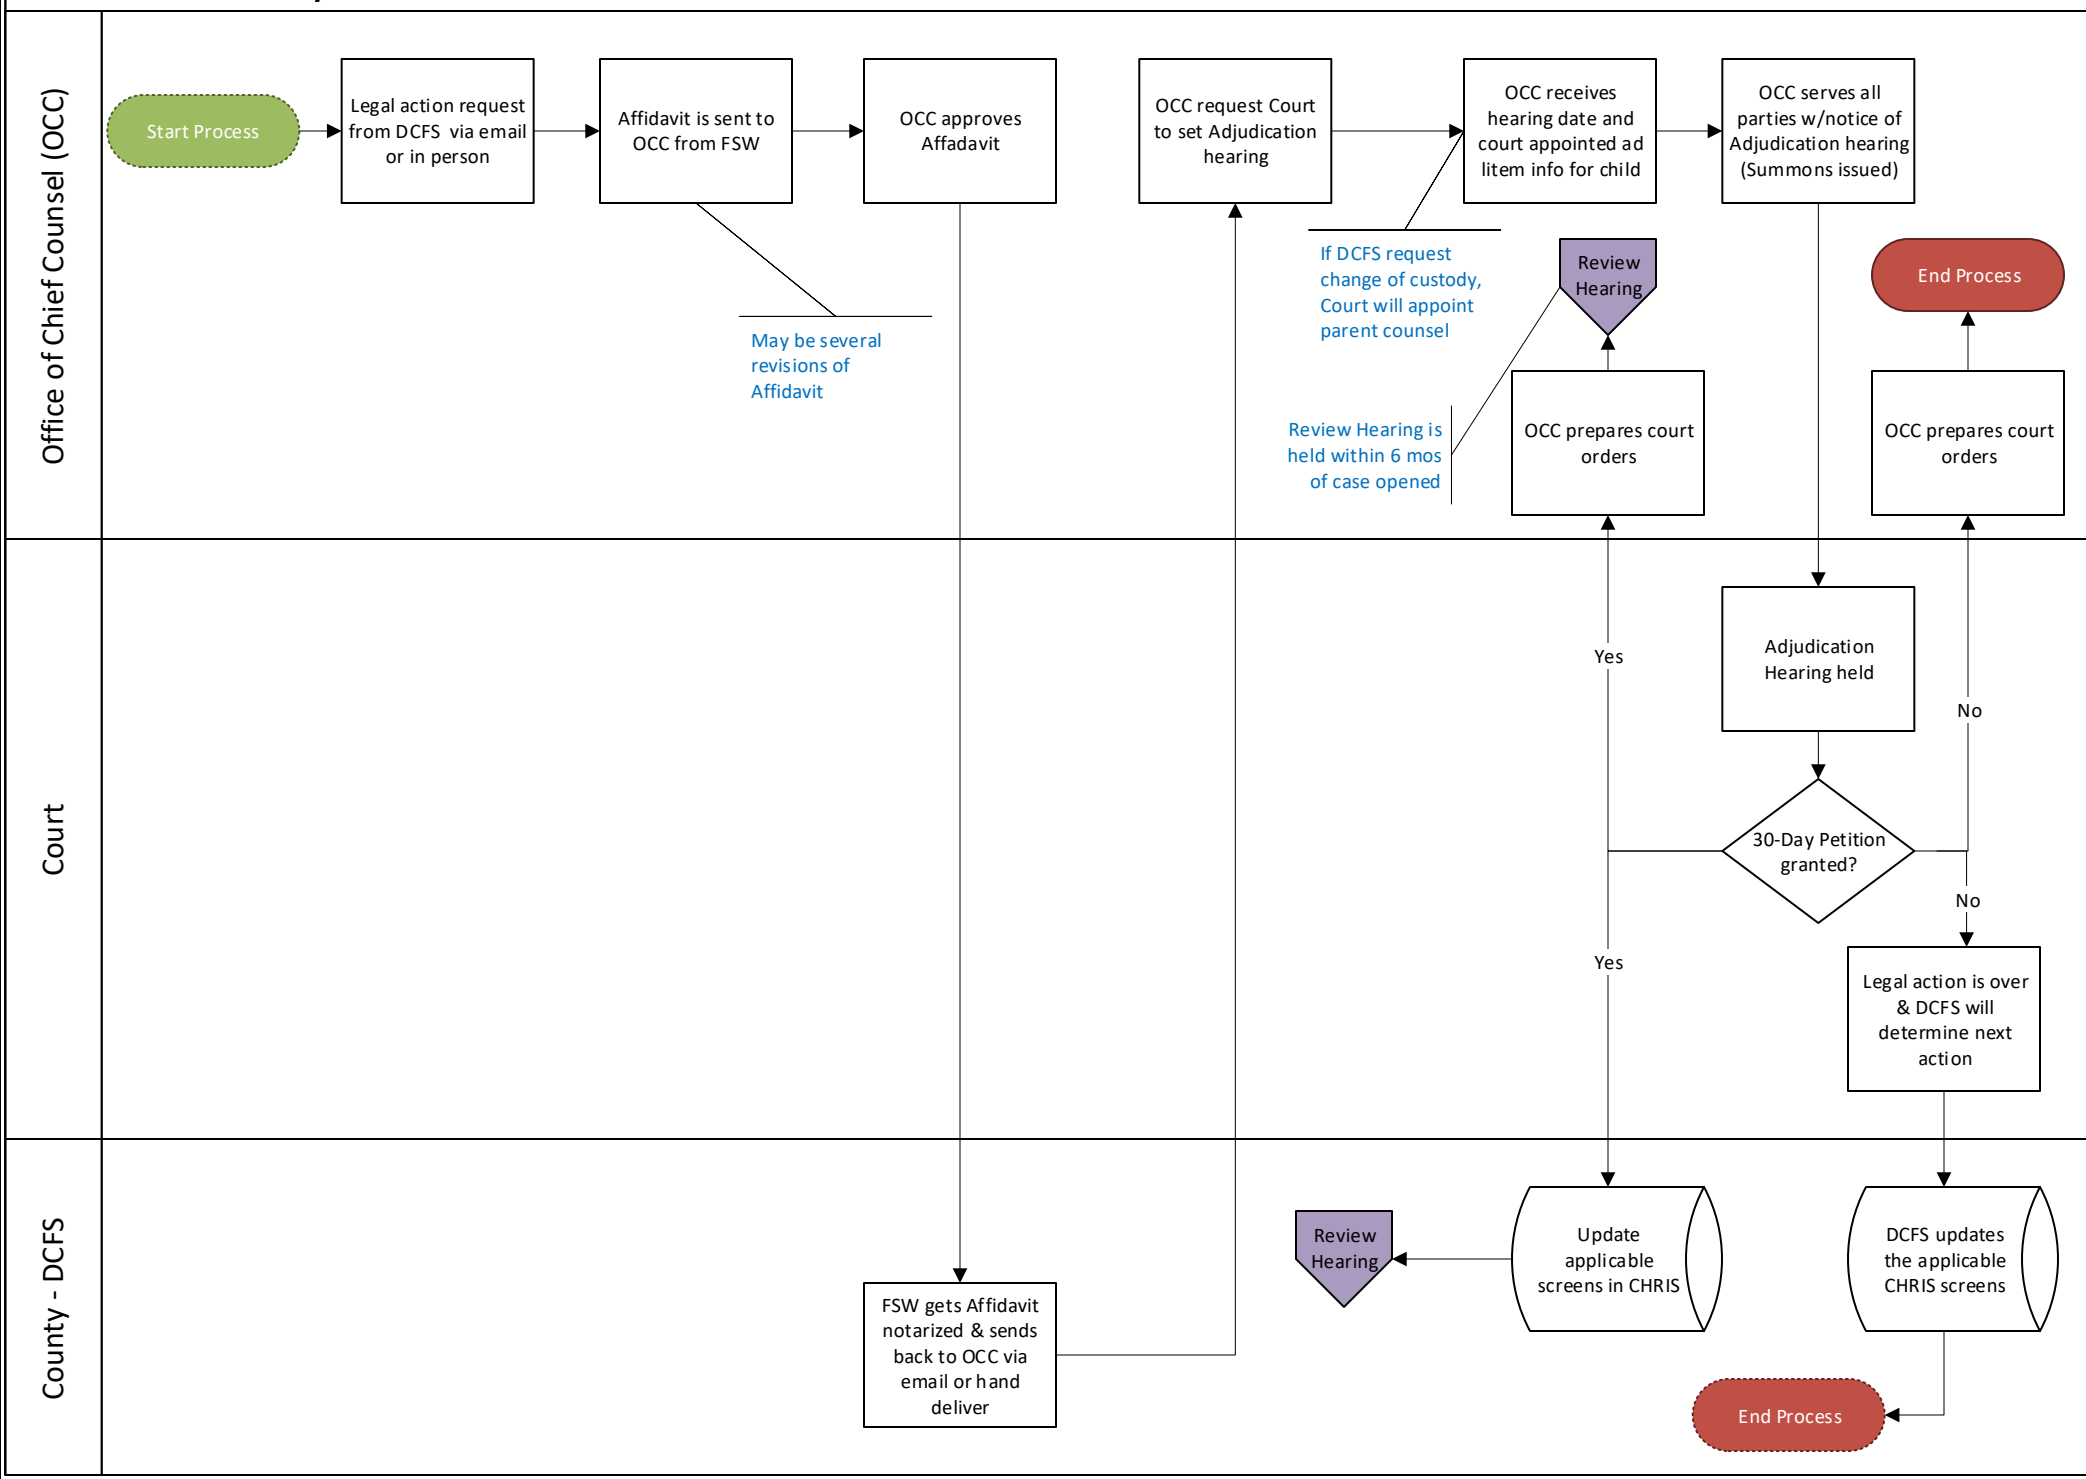 Office of Chief Counsel (OCC)
Start Process
Legal action request
from DCFS via email
or in person
Affidavit is sent to
OCC from FSW
OCC approves
Affadavit
OCC request Court
to set Adjudication
hearing
OCC receives
hearing date and
court appointed ad
litem info for child
OCC serves all
parties w/notice of
Adjudication hearing
(Summons issued)
May be several
revisions of
Affidavit
If DCFS request
change of custody,
Court will appoint
parent counsel
Review
Hearing
End Process
Review Hearing is
held within 6 mos
of case opened
OCC prepares court
orders
OCC prepares court
orders
Court
Yes
Adjudication
Hearing held
No
30-Day Petition
granted?
No
Yes
Legal action is over
& DCFS will
determine next
action
County - DCFS
FSW gets Affidavit
notarized & sends
back to OCC via
email or hand
deliver
Review
Hearing
Update
applicable
screens in CHRIS
DCFS updates
the applicable
CHRIS screens
End Process